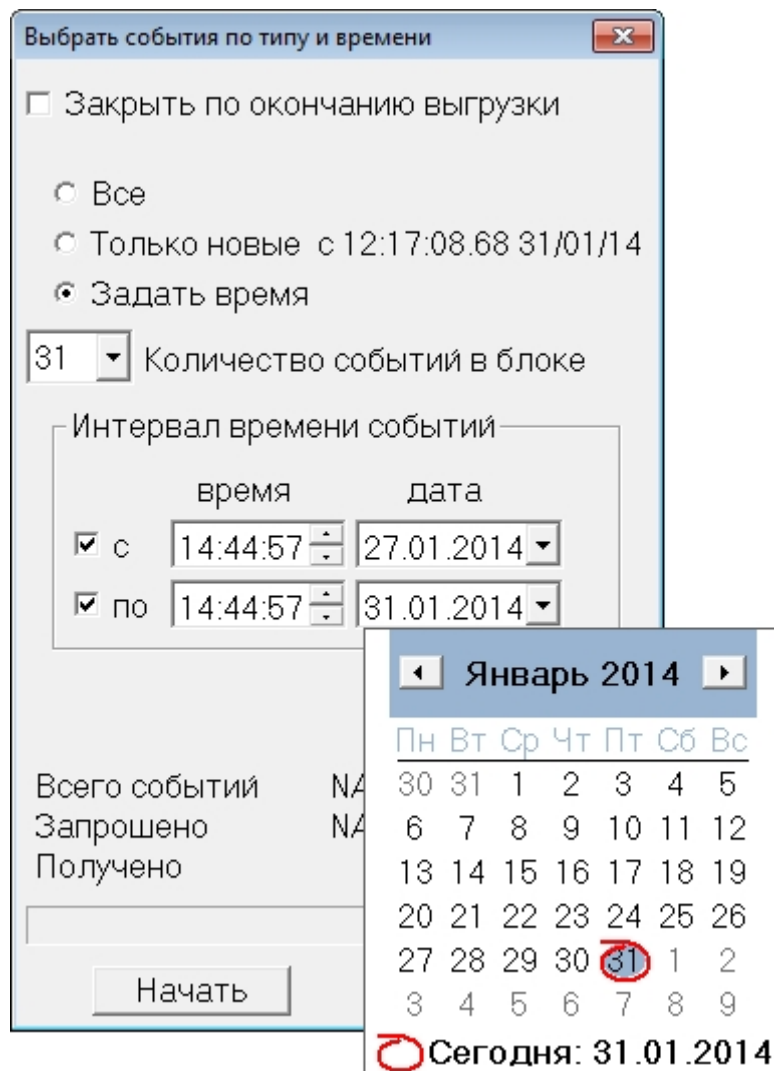 Выбрать события по типу и времени
Закрыть по окончанию выгрузки
Все
Только новые с 12:17:08.68 31/01/14
Задать время
31 Количество событий в блоке
Интервал времени событий
время дата
с 14:44:57 27.01.2014
по 14:44:57 31.01.2014
Январь 2014
Пн Вт Ср Чт Пт Сб Вс
30 31 1 2 3 4 5
6 7 8 9 10 11 12
13 14 15 16 17 18 19
20 21 22 23 24 25 26
27 28 29 30 31 1 2
3 4 5 6 7 8 9
Сегодня: 31.01.2014
Всего событий NA
Запрошено NA
Получено
Начать